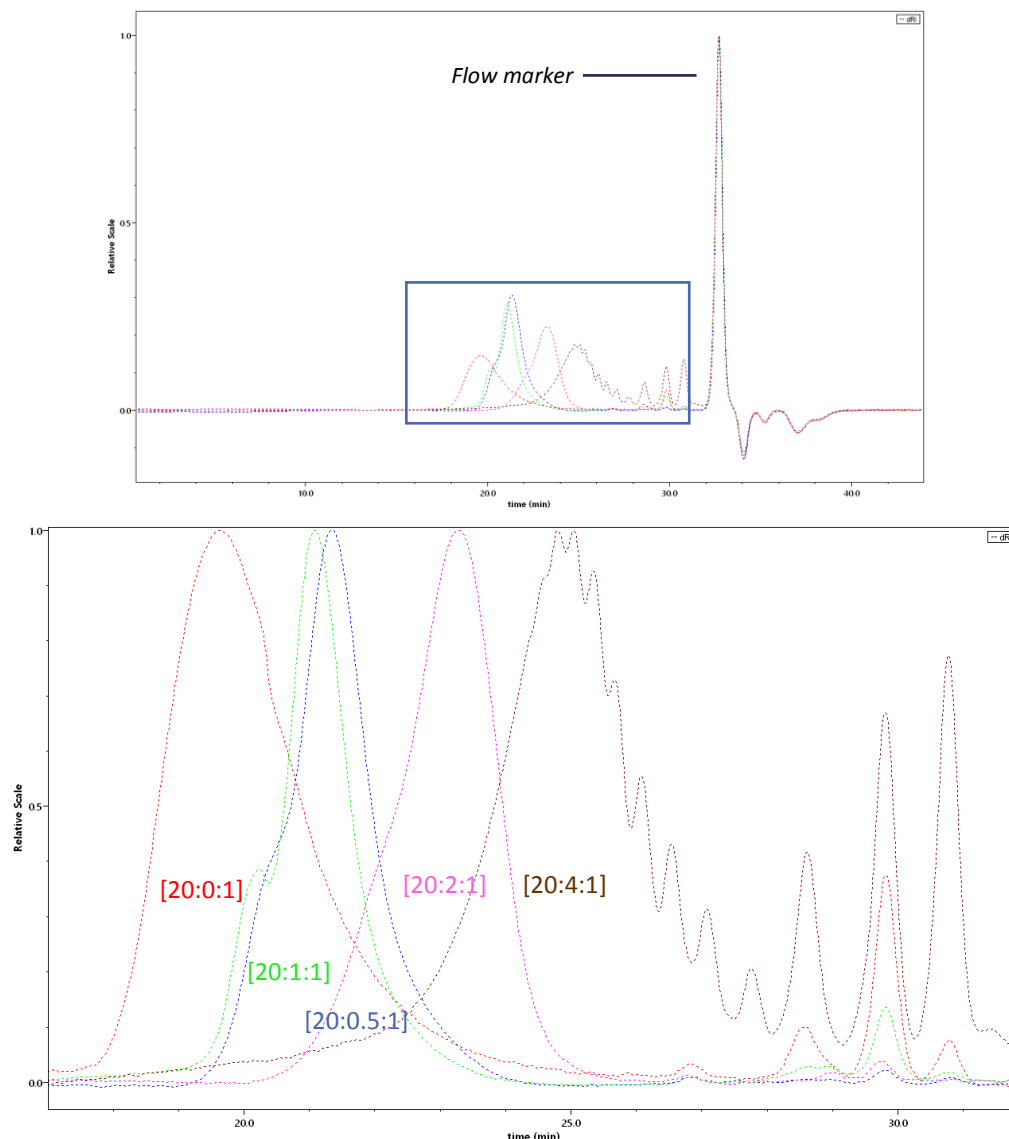 -- dRI
1.0
Flow marker
0.5
Relative Scale
0.0
10.0 20.0 30.0 40.0
time (min)
1.0
-- dR
0.5
Relative Scale
[20:0:1] [20:2:1] [20:4:1]
[20:1:1]
[20:0.5;1]
0.0
20.0 25.0 30.0
time (min)